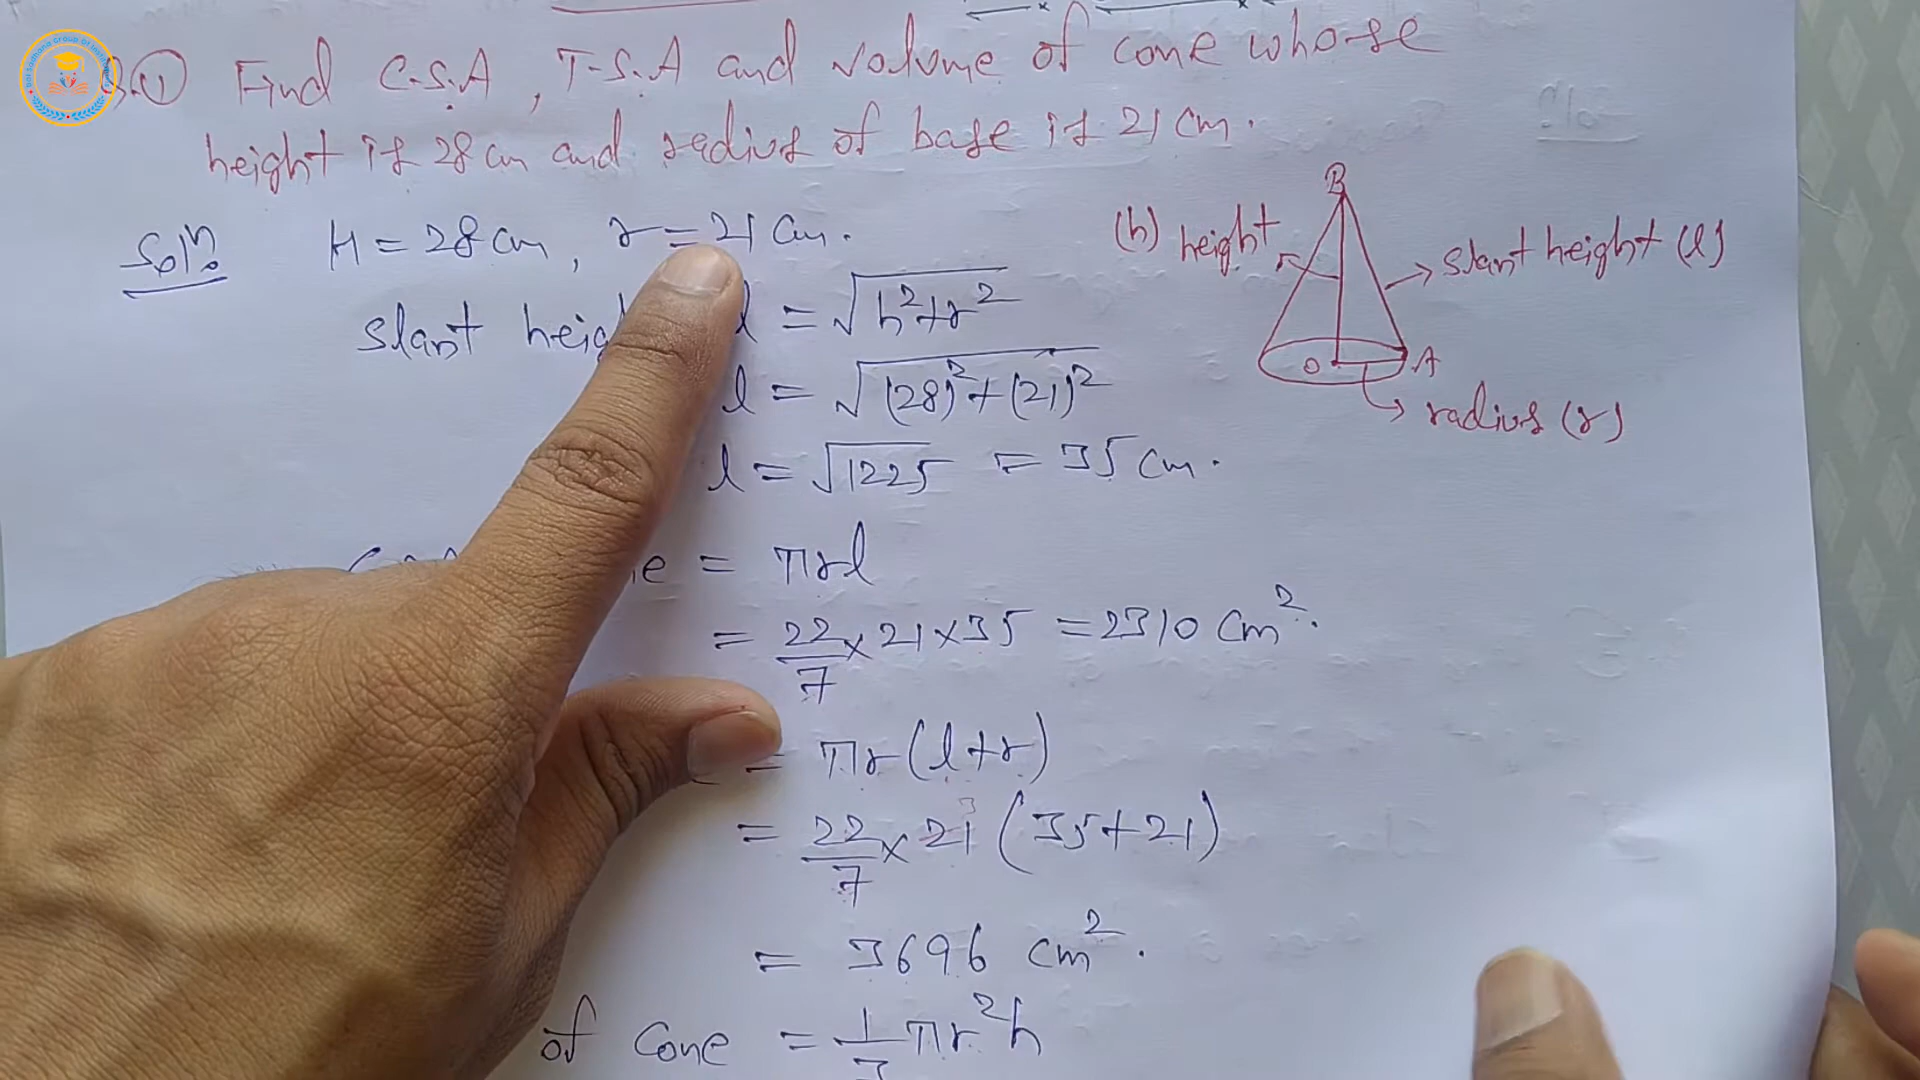 Q.① Find C.S.A, T.S.A and volume of cone whose
height is 28 cm and radius of base is 21 cm.
Soln.
H = 28 cm, r = 21 cm.
(h) height
B
slant height (l)
O
A
radius (r)
slant heig l = √h²+r²
l = √(28)²+(21)²
l = √1225 = 35 cm.
= πrl
= 22/7 × 21 × 35 = 2310 cm².
= πr(l+r)
= 22/7 × 21 (35+21)
= 3696 cm².
of cone = 1/3 πr²h